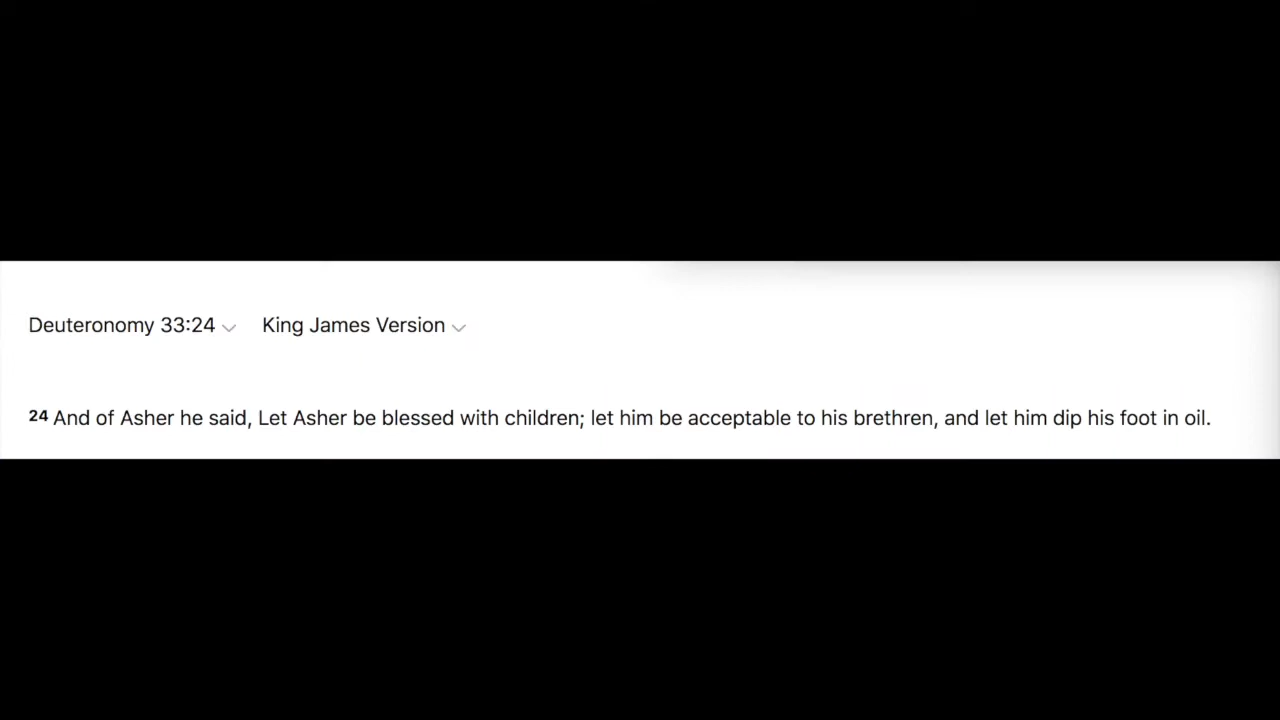 Deuteronomy 33:24 King James Version
24 And of Asher he said, Let Asher be blessed with children; let him be acceptable to his brethren, and let him dip his foot in oil.